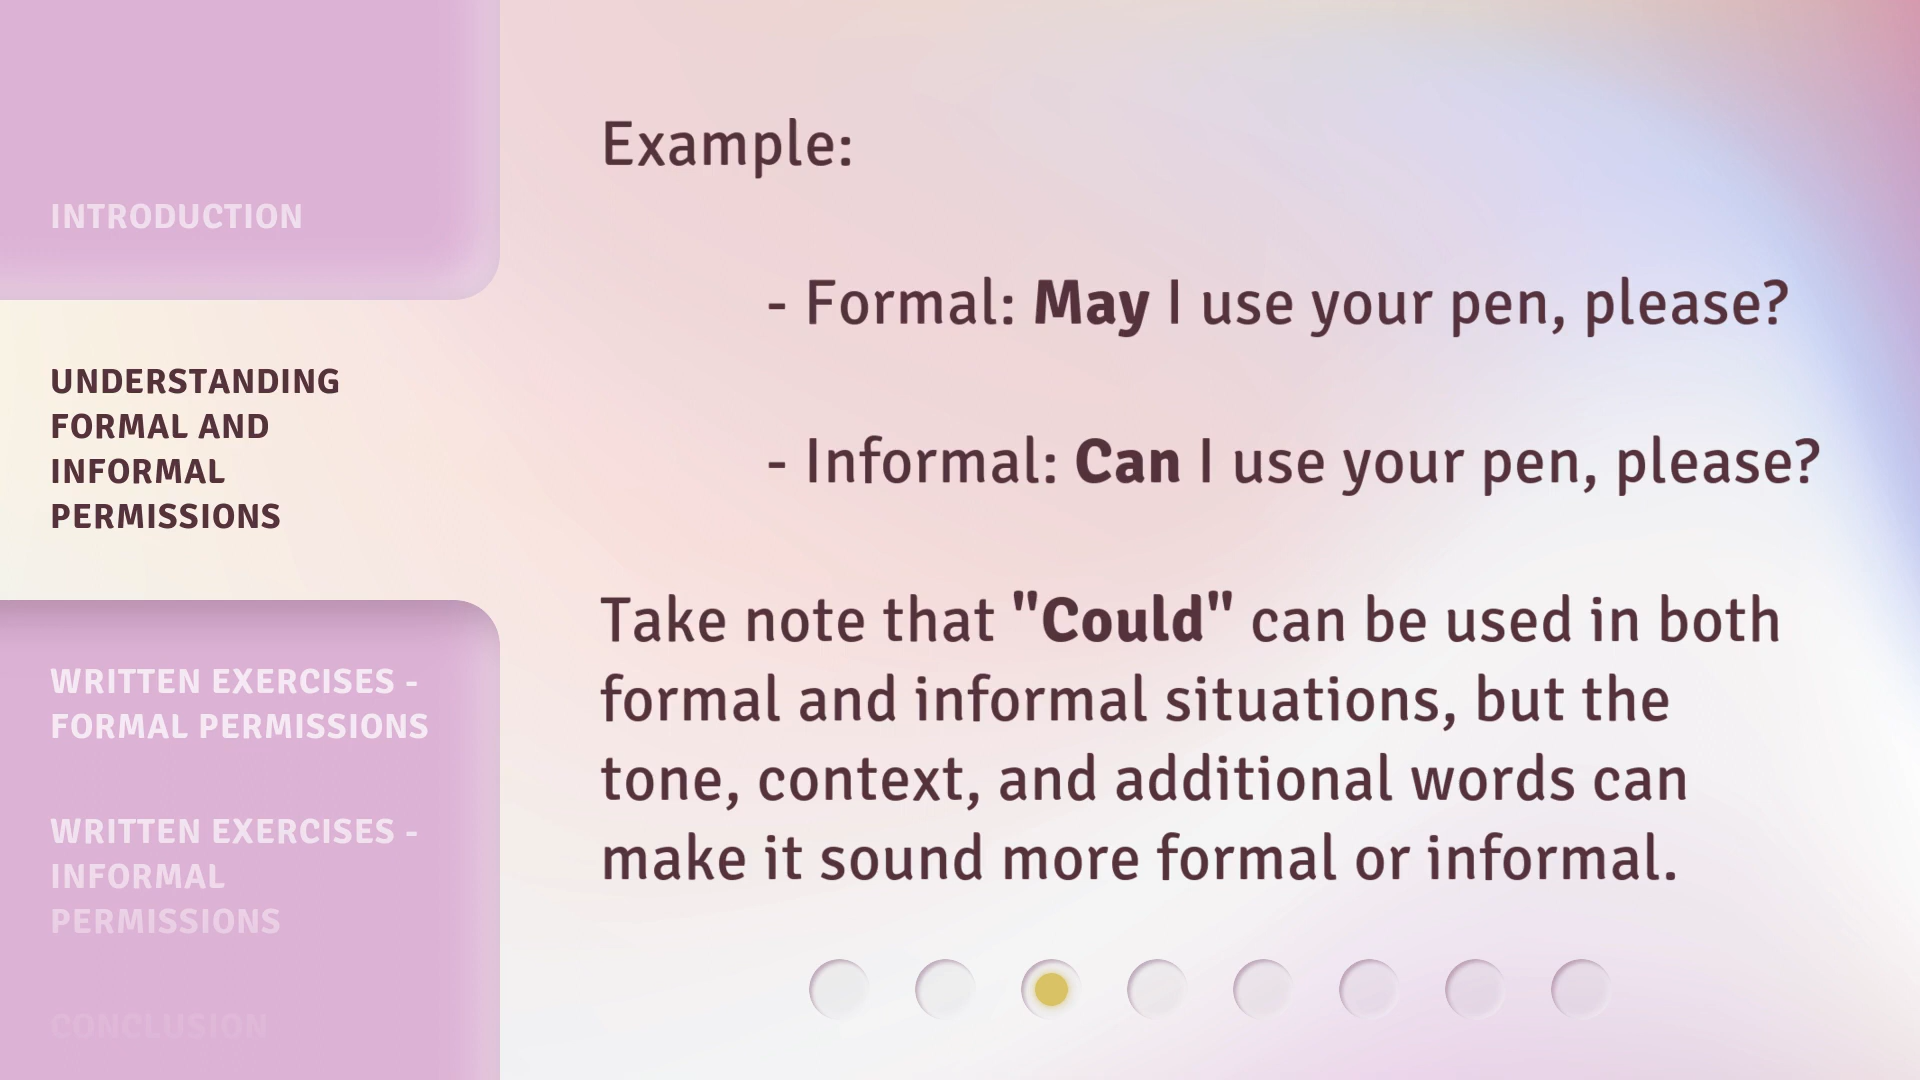 INTRODUCTION
UNDERSTANDING
FORMAL AND
INFORMAL
PERMISSIONS
WRITTEN EXERCISES -
FORMAL PERMISSIONS
WRITTEN EXERCISES -
INFORMAL
PERMISSIONS
CONCLUSION
Example:
- Formal: May I use your pen, please?
- Informal: Can I use your pen, please?
Take note that "Could" can be used in both
formal and informal situations, but the
tone, context, and additional words can
make it sound more formal or informal.